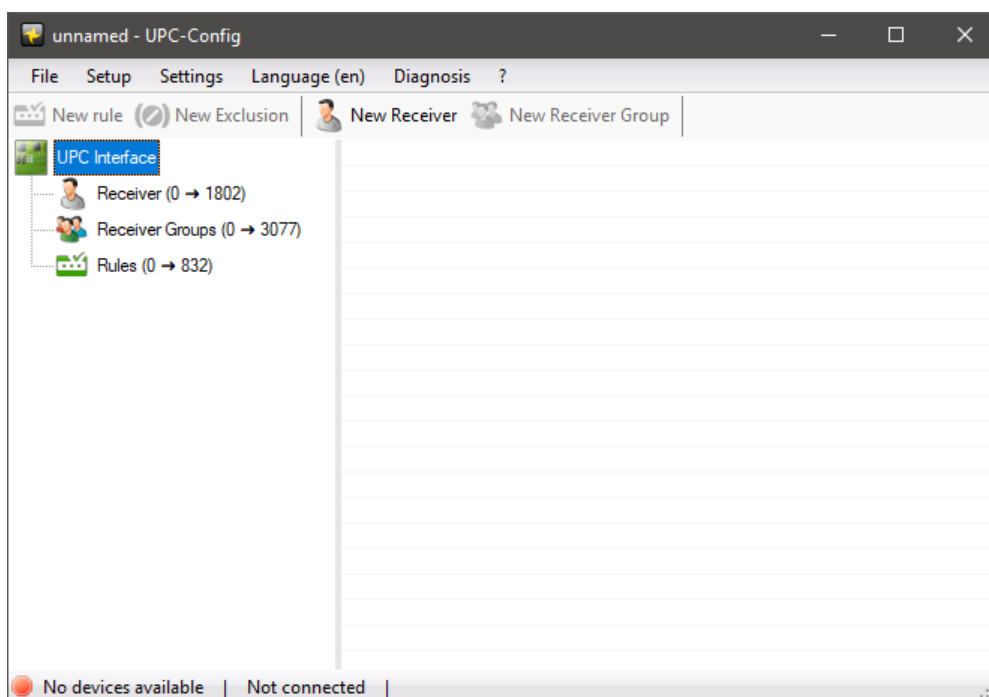 unnamed - UPC-Config
File Setup Settings Language (en) Diagnosis ?
New rule New Exclusion New Receiver New Receiver Group
UPC Interface
Receiver (0 → 1802)
Receiver Groups (0 → 3077)
Rules (0 → 832)
No devices available | Not connected |